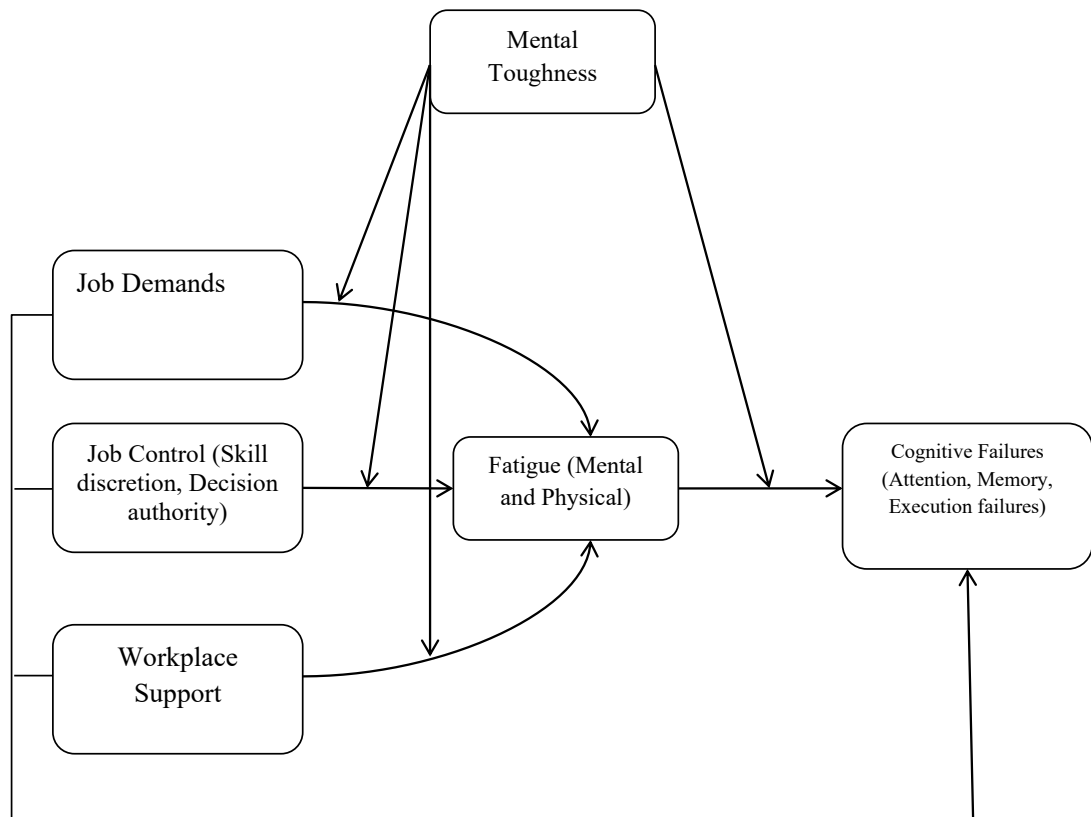 Mental
Toughness
Job Demands
Job Control (Skill
discretion, Decision
authority)
Fatigue (Mental
and Physical)
Cognitive Failures
(Attention, Memory,
Execution failures)
Workplace
Support